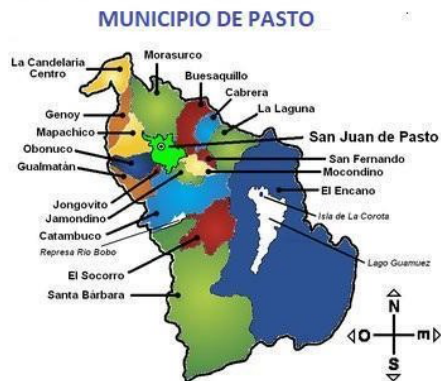 MUNICIPIO DE PASTO
La Candelaria
Centro
Morasurco
Buesaquillo
Cabrera
La Laguna
Genoy
Mapachico
Obonuco
Gualmatán
San Juan de Pasto
San Fernando
Mocondino
El Encano
Jongovito
Jamondino
Catambuco
Represa Río Bobo
Isla de La Corota
Lago Guamuez
El Socorro
Santa Bárbara
N
O
E
S